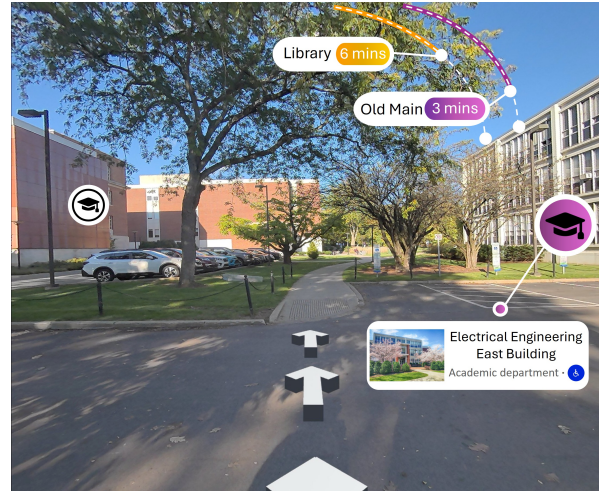 Library 6 mins
Old Main 3 mins
Electrical Engineering
East Building
Academic department ·